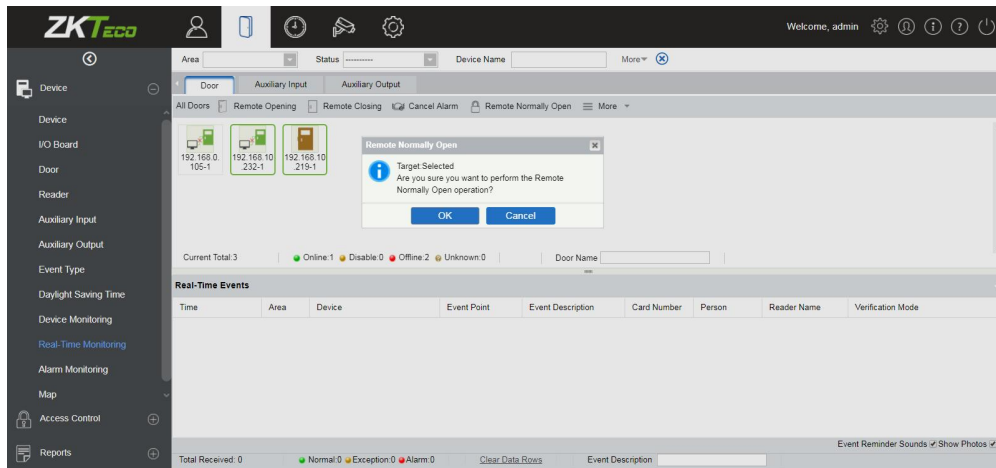 ZKTeco
Welcome, admin
Device
Device
I/O Board
Door
Reader
Auxiliary Input
Auxiliary Output
Event Type
Daylight Saving Time
Device Monitoring
Real-Time Monitoring
Alarm Monitoring
Map
Access Control
Reports
Area Status ---------- Device Name More
Door Auxiliary Input Auxiliary Output
All Doors Remote Opening Remote Closing Cancel Alarm Remote Normally Open More
192.168.0.
105-1
192.168.10
.232-1
192.168.10
.219-1
Remote Normally Open
Target:Selected
Are you sure you want to perform the Remote
Normally Open operation?
OK Cancel
Current Total:3 Online:1 Disable:0 Offline:2 Unknown:0 Door Name
Real-Time Events
Time Area Device Event Point Event Description Card Number Person Reader Name Verification Mode
Event Reminder Sounds Show Photos
Total Received: 0 Normal:0 Exception:0 Alarm:0 Clear Data Rows Event Description